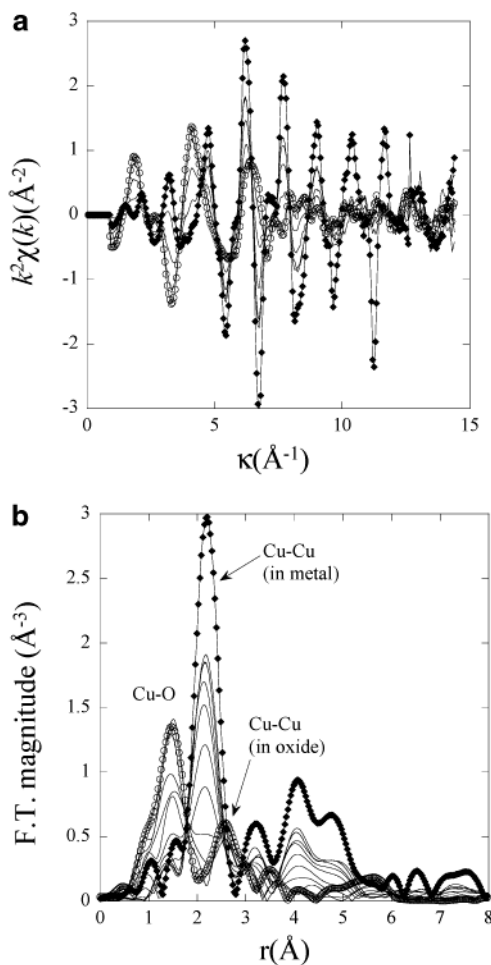 a
3
2
1
0
-1
-2
-3
k²χ(k)(Å⁻²)
0 5 10 15
κ(Å⁻¹)
b
3
2.5
2
1.5
1
0.5
0
F.T. magnitude (Å⁻³)
Cu-Cu
(in metal)
Cu-O
Cu-Cu
(in oxide)
0 1 2 3 4 5 6 7 8
r(Å)